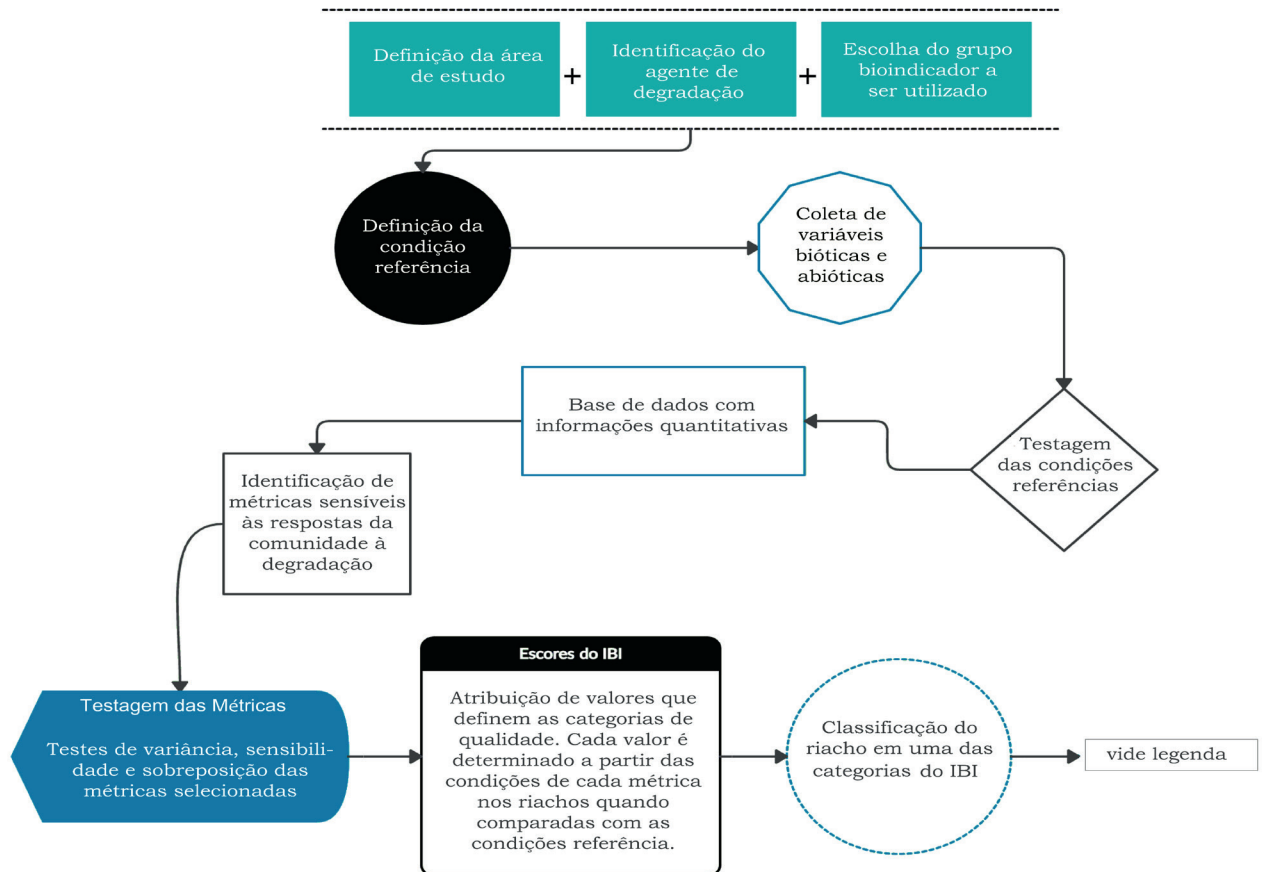 Definição da área
de estudo
+
Identificação do
agente de
degradação
+
Escolha do grupo
bioindicador a
ser utilizado
Definição da
condição
referência
Coleta de
variáveis
bióticas e
abióticas
Testagem
das condições
referências
Base de dados com
informações quantitativas
Identificação de
métricas sensíveis
às respostas da
comunidade à
degradação
Testagem das Métricas
Testes de variância, sensibili-
dade e sobreposição das
métricas selecionadas
Escores do IBI
Atribuição de valores que
definem as categorias de
qualidade. Cada valor é
determinado a partir das
condições de cada métrica
nos riachos quando
comparadas com as
condições referência.
Classificação do
riacho em uma das
categorias do IBI
vide legenda